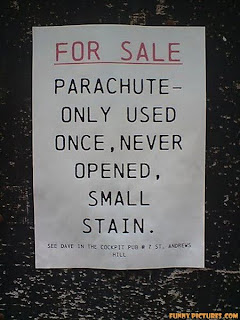 FOR SALE
PARACHUTE-
ONLY USED
ONCE, NEVER
OPENED,
SMALL
STAIN.
SEE DAVE IN THE COCKPIT PUB @ 7 ST. ANDREWS
HILL
FUNNY-PICTURES.COM